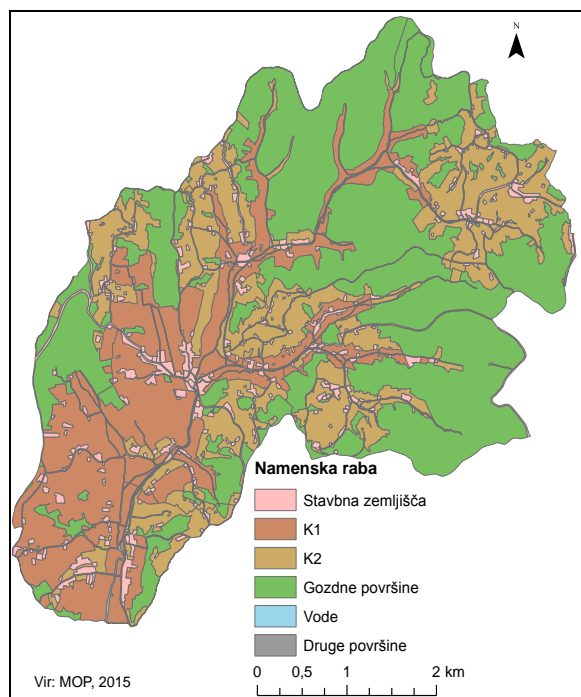 N
Namenska raba
Stavbna zemljišča
K1
K2
Gozdne površine
Vode
Druge površine
0 0,5 1 2 km
Vir: MOP, 2015